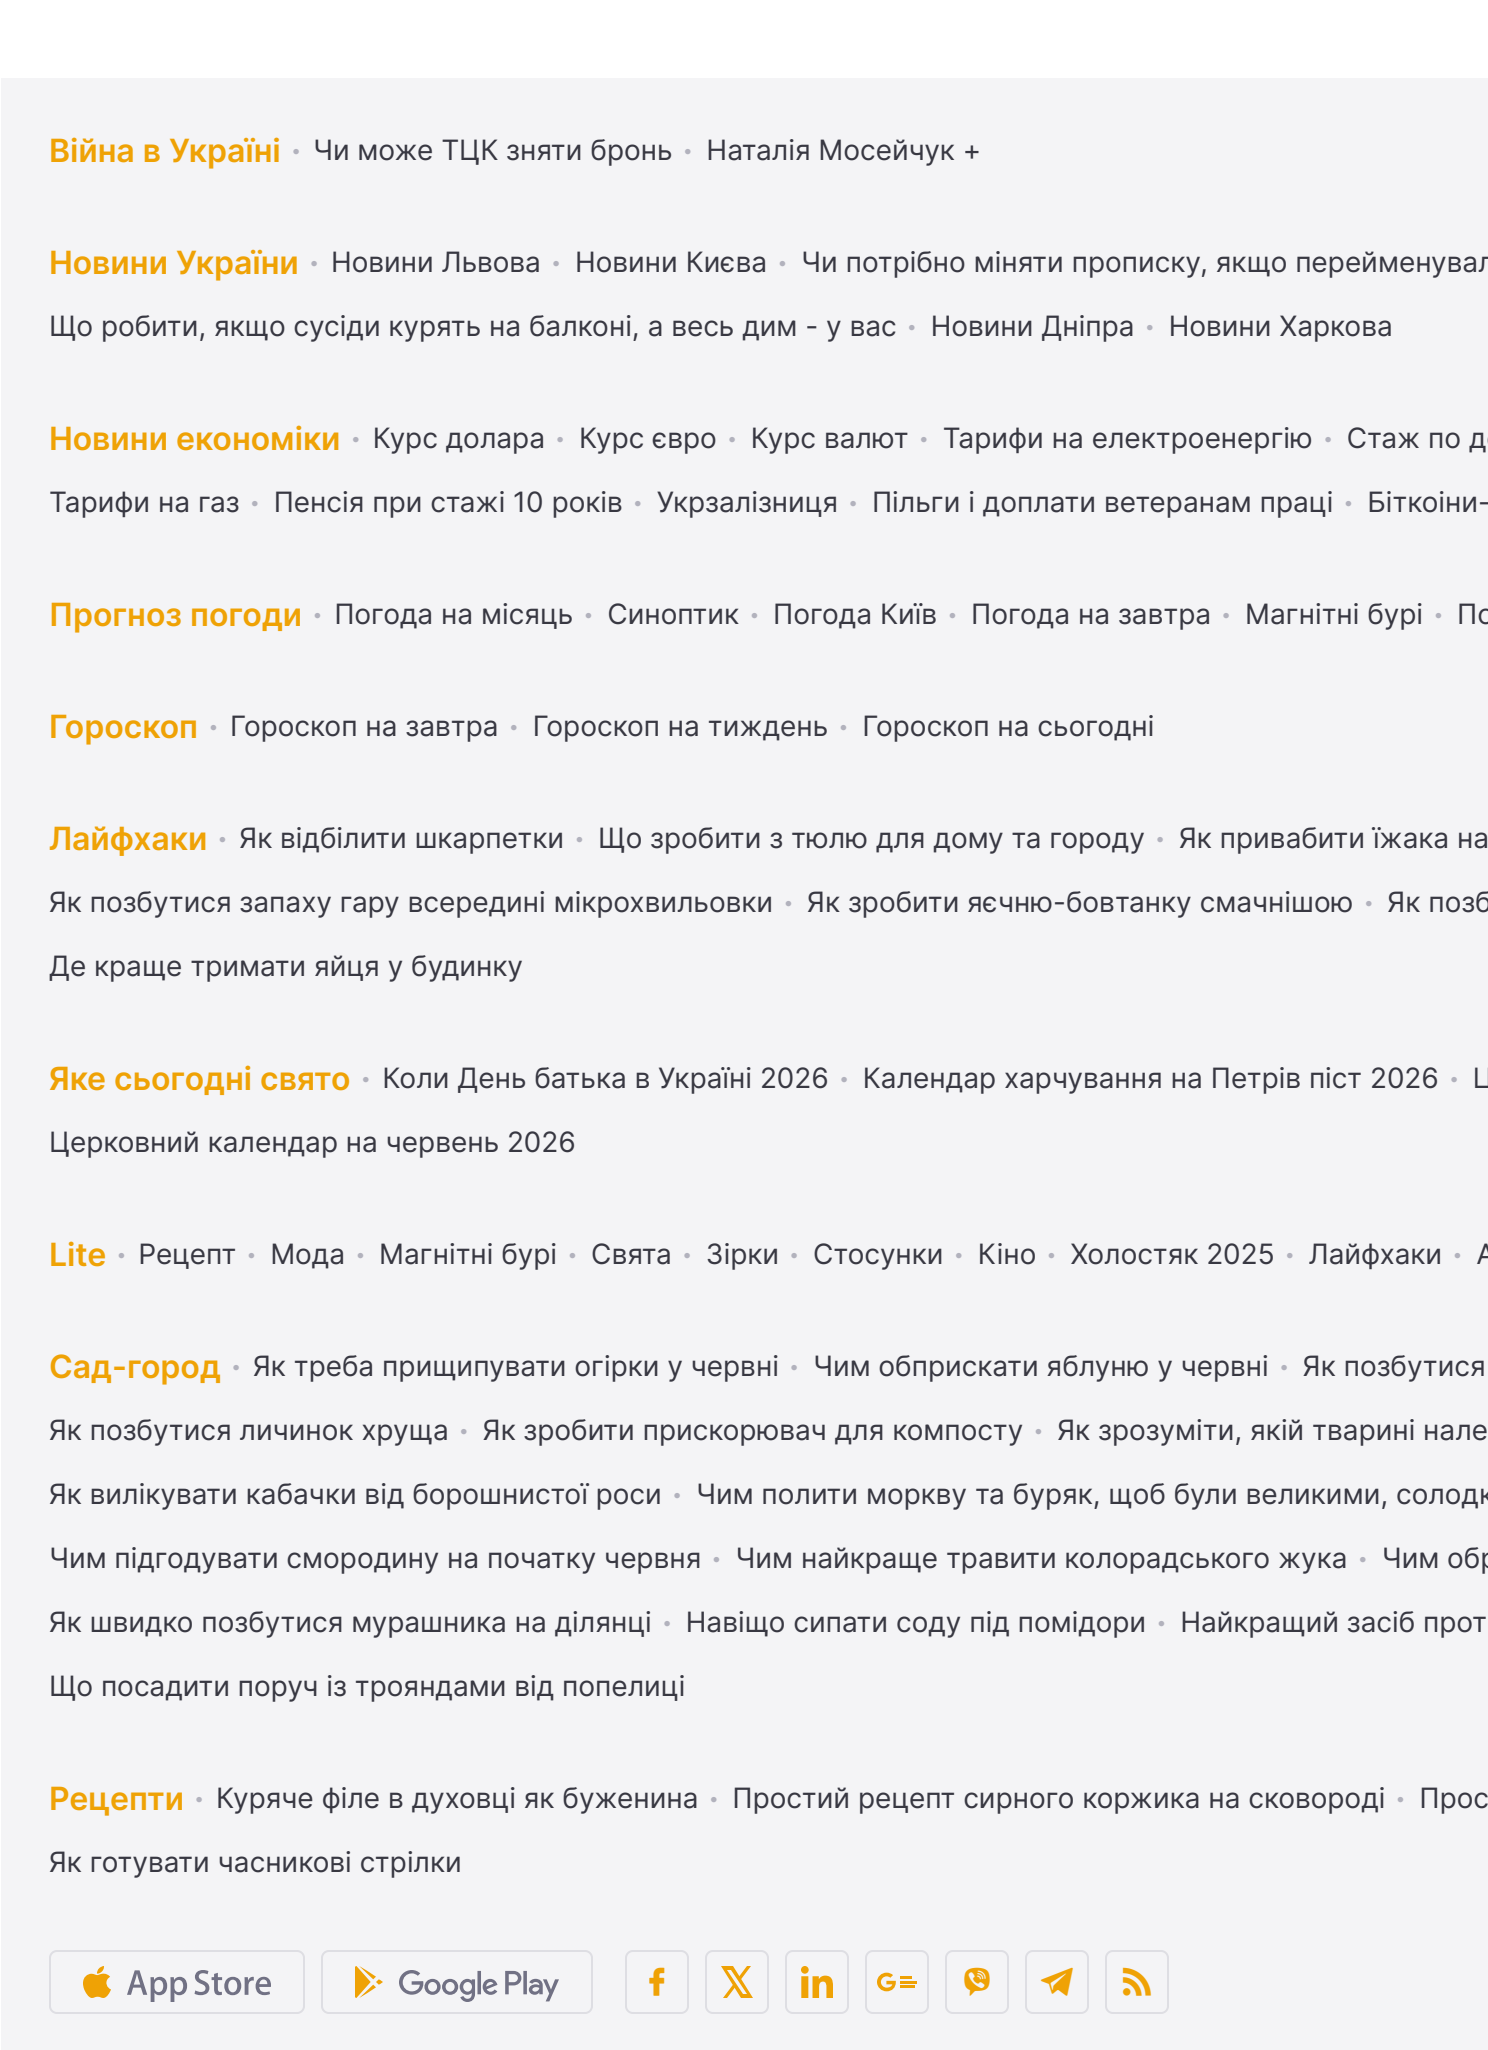 Війна в Україні • Чи може ТЦК зняти бронь • Наталія Мосейчук +
Новини України • Новини Львова • Новини Києва • Чи потрібно міняти прописку, якщо
Що робити, якщо сусіди курять на балконі, а весь дим - у вас • Новини Дніпра • Новини Харкова
Новини економіки • Курс долара • Курс євро • Курс валют • Тарифи на електроенергію • Стаж по
Тарифи на газ • Пенсія при стажі 10 років • Укрзалізниця • Пільги і доплати ветеранам праці • Біткоіни-
Прогноз погоди • Погода на місяць • Синоптик • Погода Київ • Погода на завтра • Магнітні бурі •
Гороскоп • Гороскоп на завтра • Гороскоп на тиждень • Гороскоп на сьогодні
Лайфхаки • Як відбілити шкарпетки • Що зробити з тюлю для дому та городу • Як привабити їжака на
Як позбутися запаху гару всередині мікрохвильовки • Як зробити яєчню-бовтанку смачнішою • Як
Де краще тримати яйця у будинку
Яке сьогодні свято • Коли День батька в Україні 2026 • Календар харчування на Петрів піст 2026 •
Церковний календар на червень 2026
Lite • Рецепт • Мода • Магнітні бурі • Свята • Зірки • Стосунки • Кіно • Холостяк 2025 • Лайфхаки •
Сад-город • Як треба прищипувати огірки у червні • Чим обприскати яблуню у червні • Як позбутися
Як позбутися личинок хруща • Як зробити прискорювач для компосту • Як зрозуміти, якій тварині
Як вилікувати кабачки від борошнистої роси • Чим полити моркву та буряк, щоб були великими,
Чим підгодувати смородину на початку червня • Чим найкраще травити колорадського жука • Чим
Як швидко позбутися мурашника на ділянці • Навіщо сипати соду під помідори • Найкращий засіб
Що посадити поруч із трояндами від попелиці
Рецепти • Куряче філе в духовці як буженина • Простий рецепт сирного коржика на сковороді •
Як готувати часникові стрілки
App Store Google Play